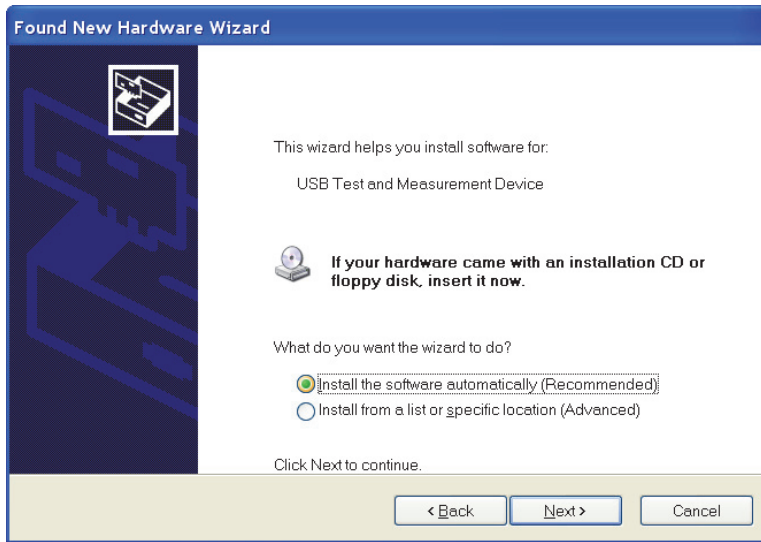 Found New Hardware Wizard
This wizard helps you install software for:
USB Test and Measurement Device
If your hardware came with an installation CD or
floppy disk, insert it now.
What do you want the wizard to do?
Install the software automatically (Recommended)
Install from a list or specific location (Advanced)
Click Next to continue.
< Back Next > Cancel